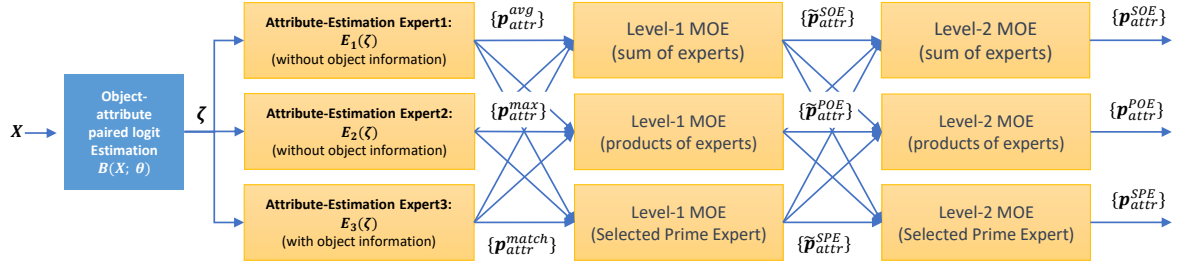 X
Object-
attribute
paired logit
Estimation
B(X; θ)
ζ
Attribute-Estimation Expert1:
E₁(ζ)
(without object information)
Attribute-Estimation Expert2:
E₂(ζ)
(without object information)
Attribute-Estimation Expert3:
E₃(ζ)
(with object information)
{p_attr^avg}
{p_attr^max}
{p_attr^match}
Level-1 MOE
(sum of experts)
Level-1 MOE
(products of experts)
Level-1 MOE
(Selected Prime Expert)
{p̃_attr^SOE}
{p̃_attr^POE}
{p̃_attr^SPE}
Level-2 MOE
(sum of experts)
Level-2 MOE
(products of experts)
Level-2 MOE
(Selected Prime Expert)
{p_attr^SOE}
{p_attr^POE}
{p_attr^SPE}